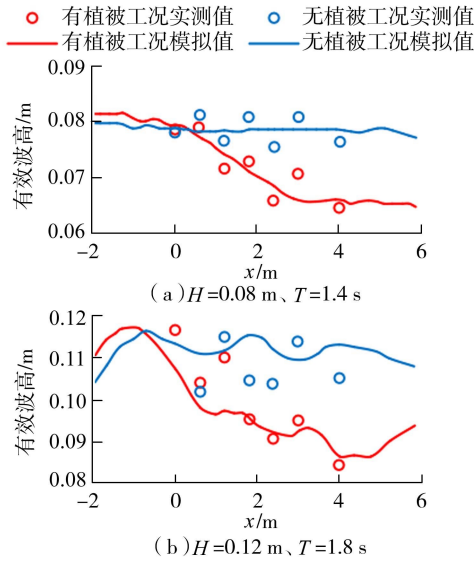 有植被工况实测值 无植被工况实测值
有植被工况模拟值 无植被工况模拟值
0.09
0.08
0.07
0.06
有效波高/m
-2 0 2 4 6
x/m
(a)H=0.08 m、T=1.4 s
0.12
0.11
0.10
0.09
0.08
有效波高/m
-2 0 2 4 6
x/m
(b)H=0.12 m、T=1.8 s